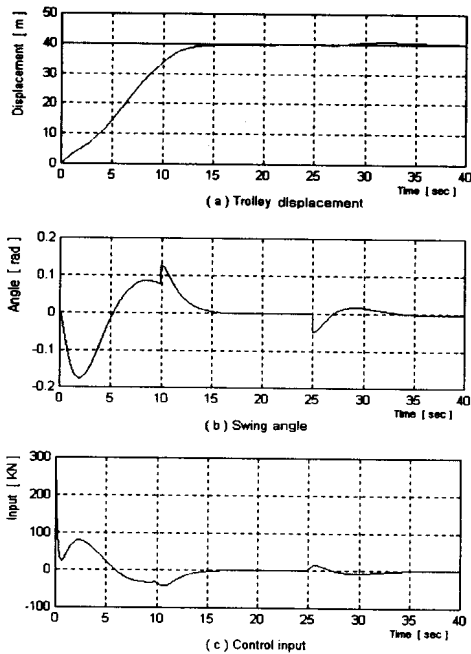 50
40
30
20
10
0
Displacement [ m ]
0 5 10 15 20 25 30 35 40
Time [ sec ]
( a ) Trolley displacement
0.2
0.1
0
-0.1
-0.2
Angle [ rad ]
0 5 10 15 20 25 30 35 40
Time [ sec ]
( b ) Swing angle
300
200
100
0
-100
Input [ KN ]
0 5 10 15 20 25 30 35 40
Time [ sec ]
( c ) Control input